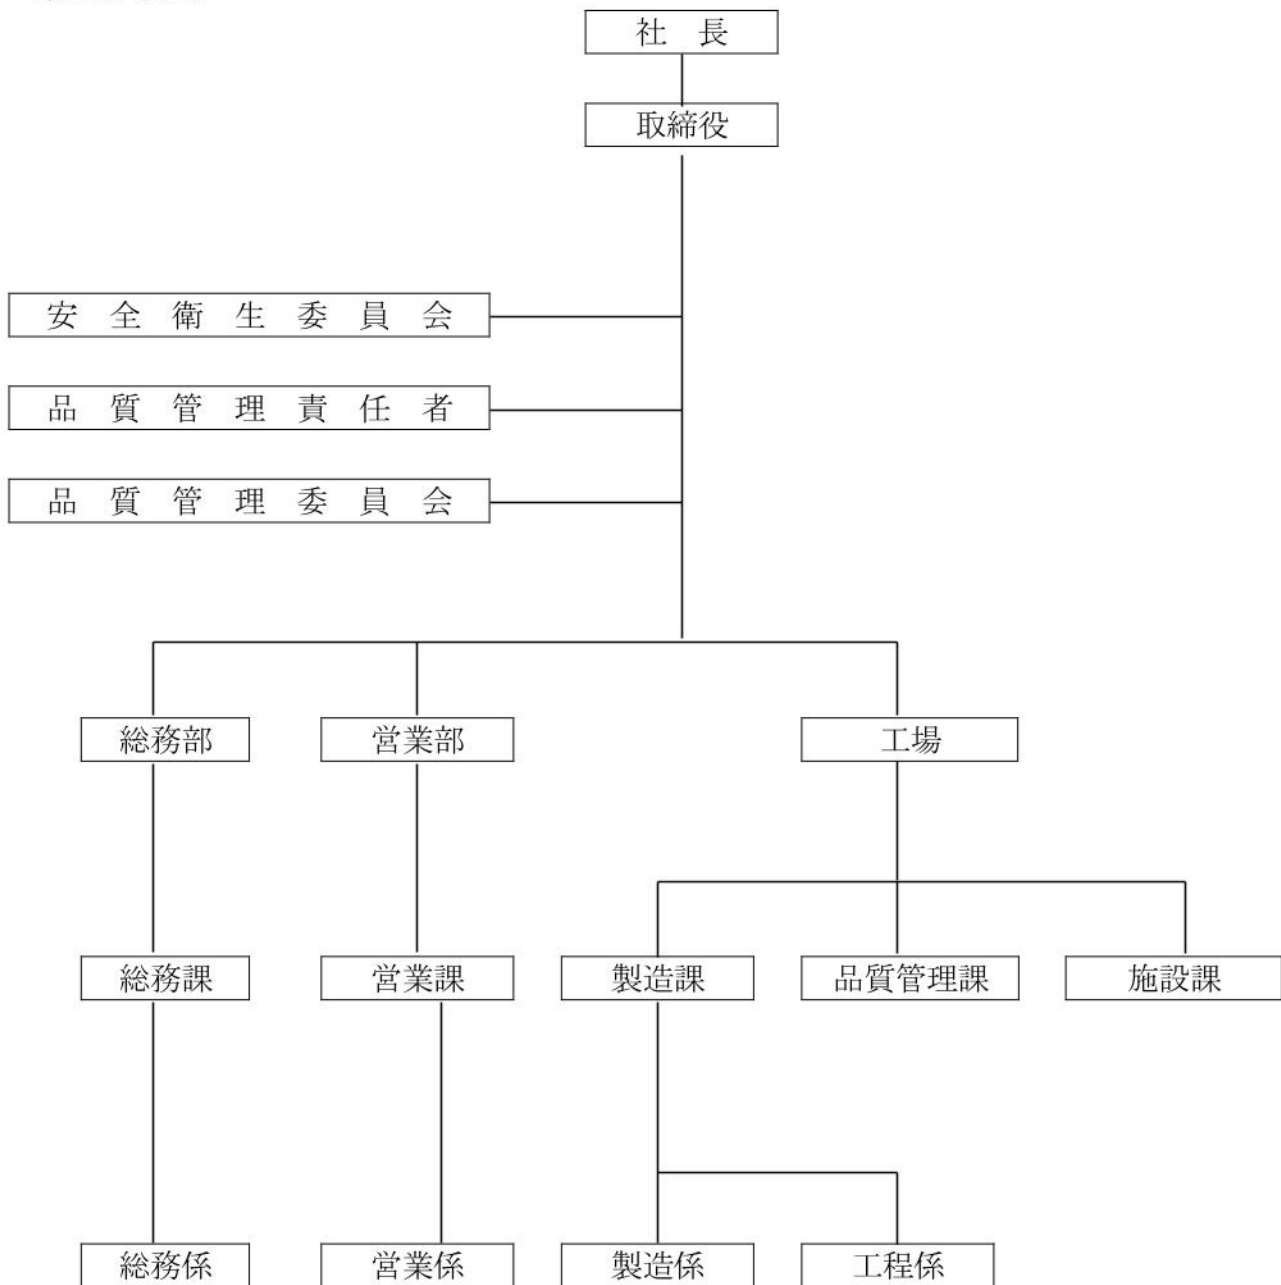 社　長
取締役
安　全　衛　生　委　員　会
品　質　管　理　責　任　者
品　質　管　理　委　員　会
総務部　営業部　工場
総務課　営業課　製造課　品質管理課　施設課
総務係　営業係　製造係　工程係